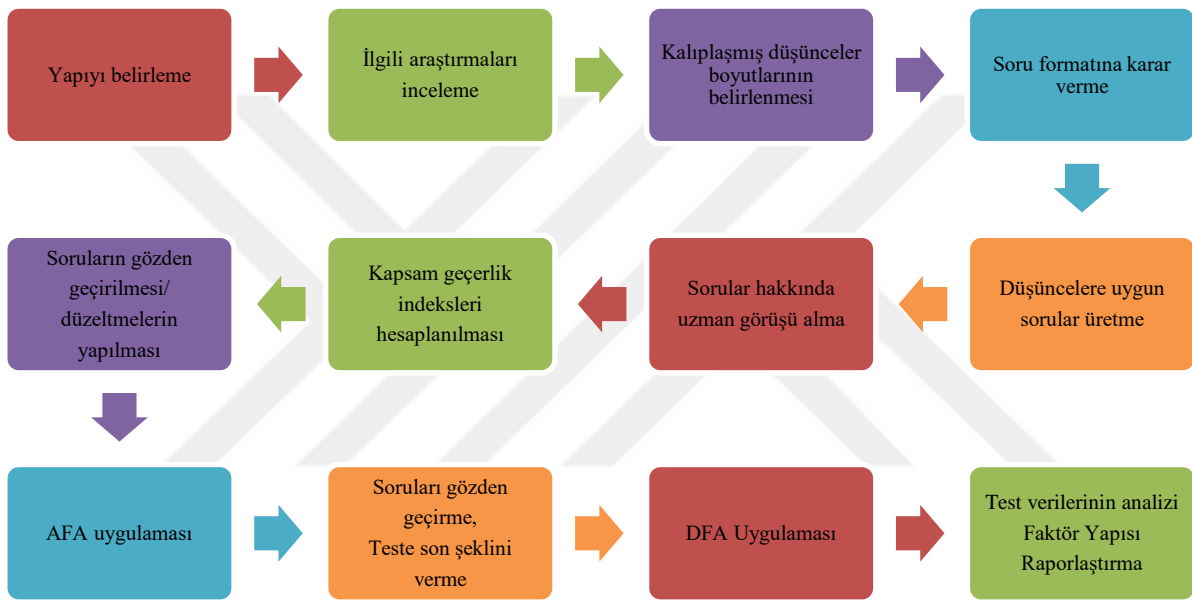 Yapıyı belirleme
İlgili araştırmaları
inceleme
Kalıplaşmış düşünceler
boyutlarının
belirlenmesi
Soru formatına karar
verme
Düşüncelere uygun
sorular üretme
Sorular hakkında
uzman görüşü alma
Kapsam geçerlik
indeksleri
hesaplanılması
Soruların gözden
geçirilmesi/
düzeltmelerin
yapılması
AFA uygulaması
Soruları gözden
geçirme,
Teste son şeklini
verme
DFA Uygulaması
Test verilerinin analizi
Faktör Yapısı
Raporlaştırma